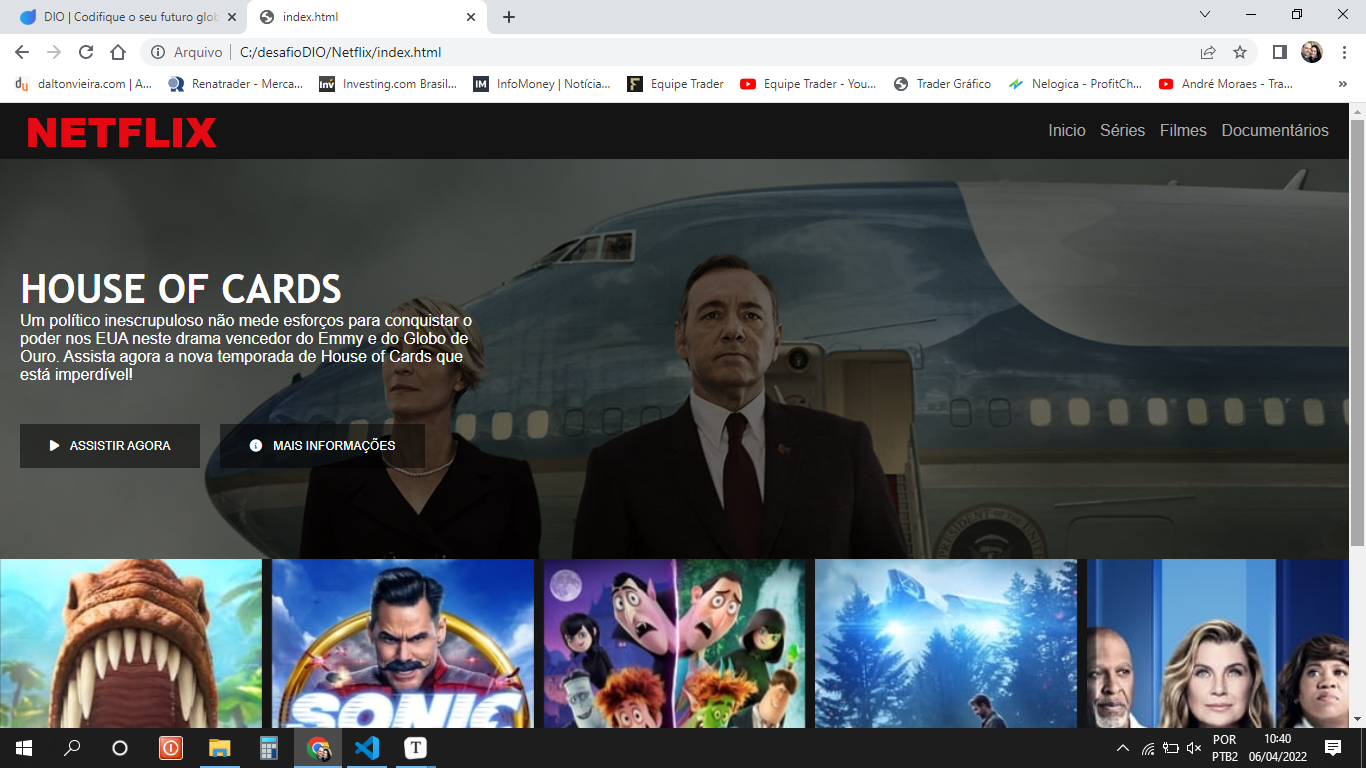 DIO | Codifique o seu futuro glob
index.html
Arquivo
C:/desafioDIO/Netflix/index.html
daltonvieira.com | A...
Renatrader - Merca...
Investing.com Brasil...
InfoMoney | Notícia...
Equipe Trader
Equipe Trader - You...
Trader Gráfico
Nelogica - ProfitCh...
André Moraes - Tra...
NETFLIX
Inicio
Séries
Filmes
Documentários
HOUSE OF CARDS
Um político inescrupuloso não mede esforços para conquistar o
poder nos EUA neste drama vencedor do Emmy e do Globo de
Ouro. Assista agora a nova temporada de House of Cards que
está imperdível!
ASSISTIR AGORA
MAIS INFORMAÇÕES
SONIC
POR
PTB2
10:40
06/04/2022